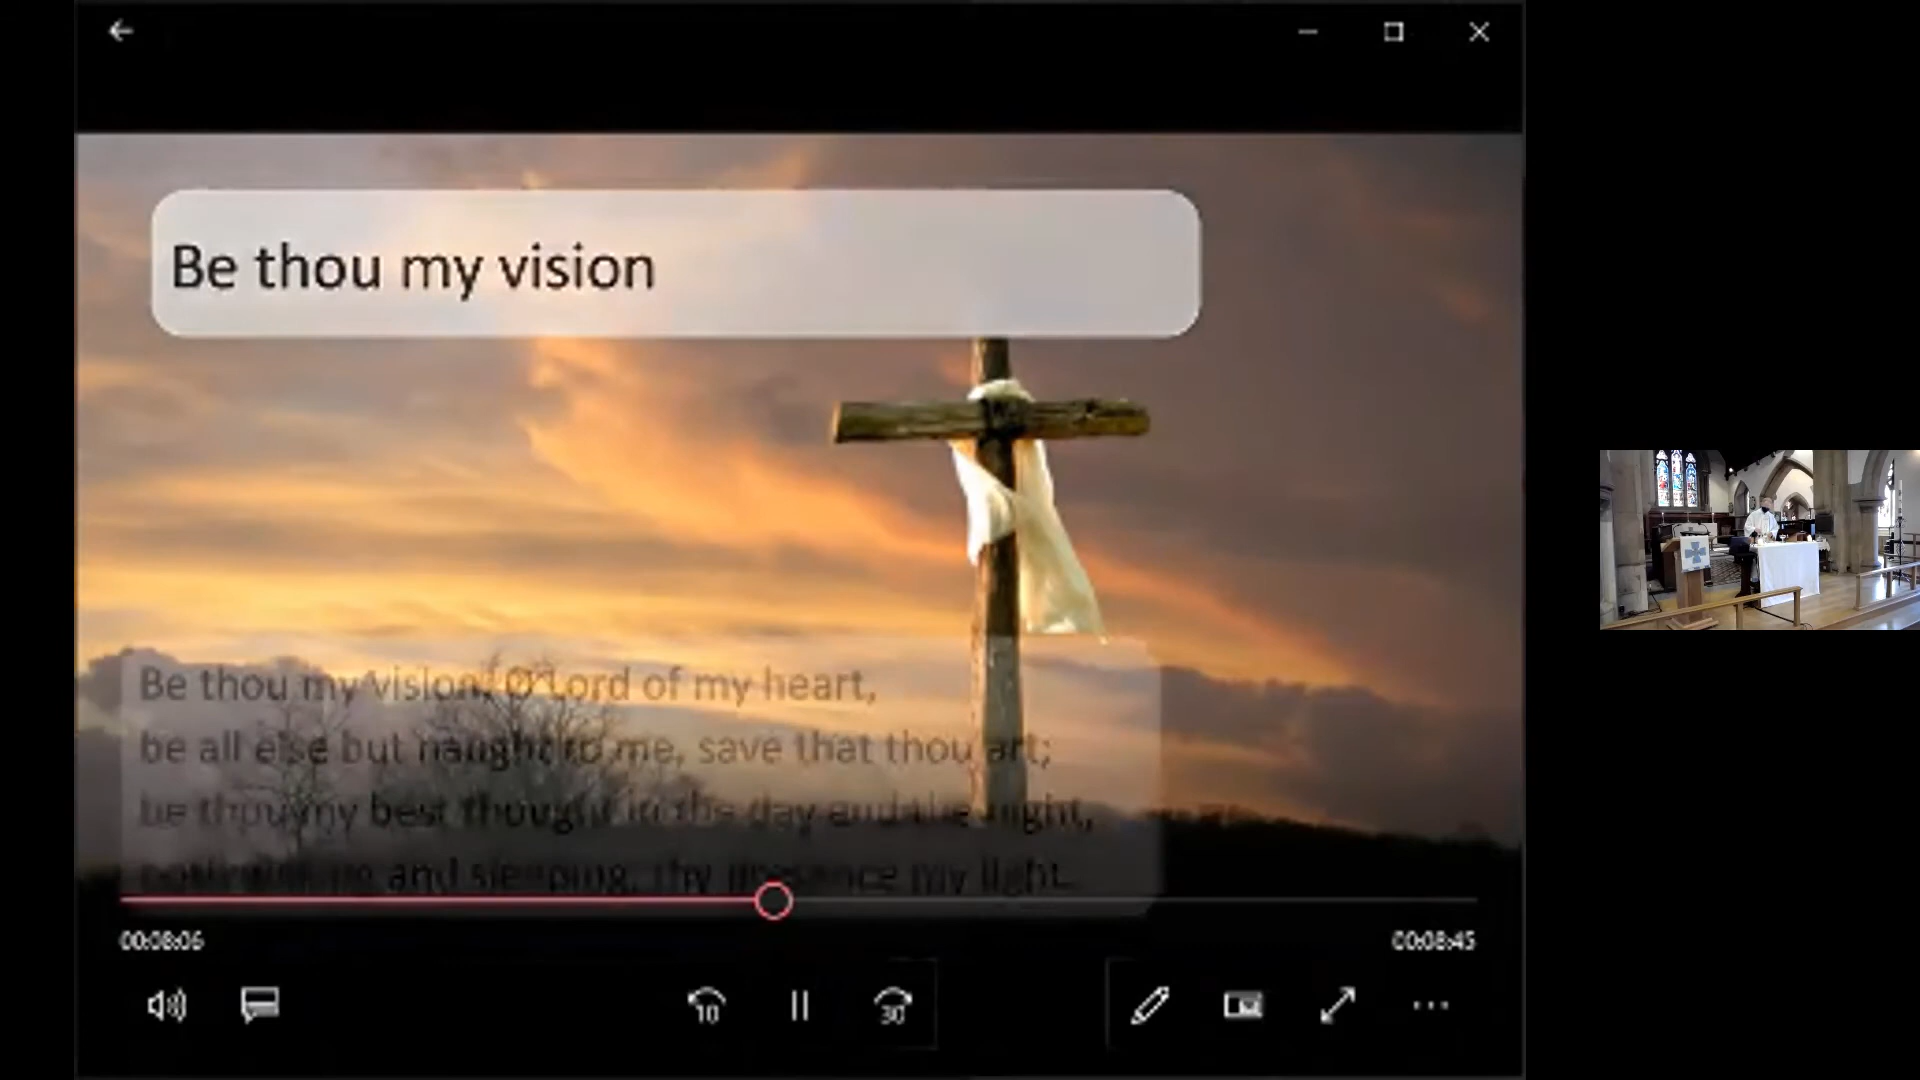 Be thou my vision
Be thou my vision, O Lord of my heart,
be all else but naught to me, save that thou art;
be thou my best thought in the day and the night,
both waking and sleeping, thy presence my light.
00:08:06
00:08:45
10
30